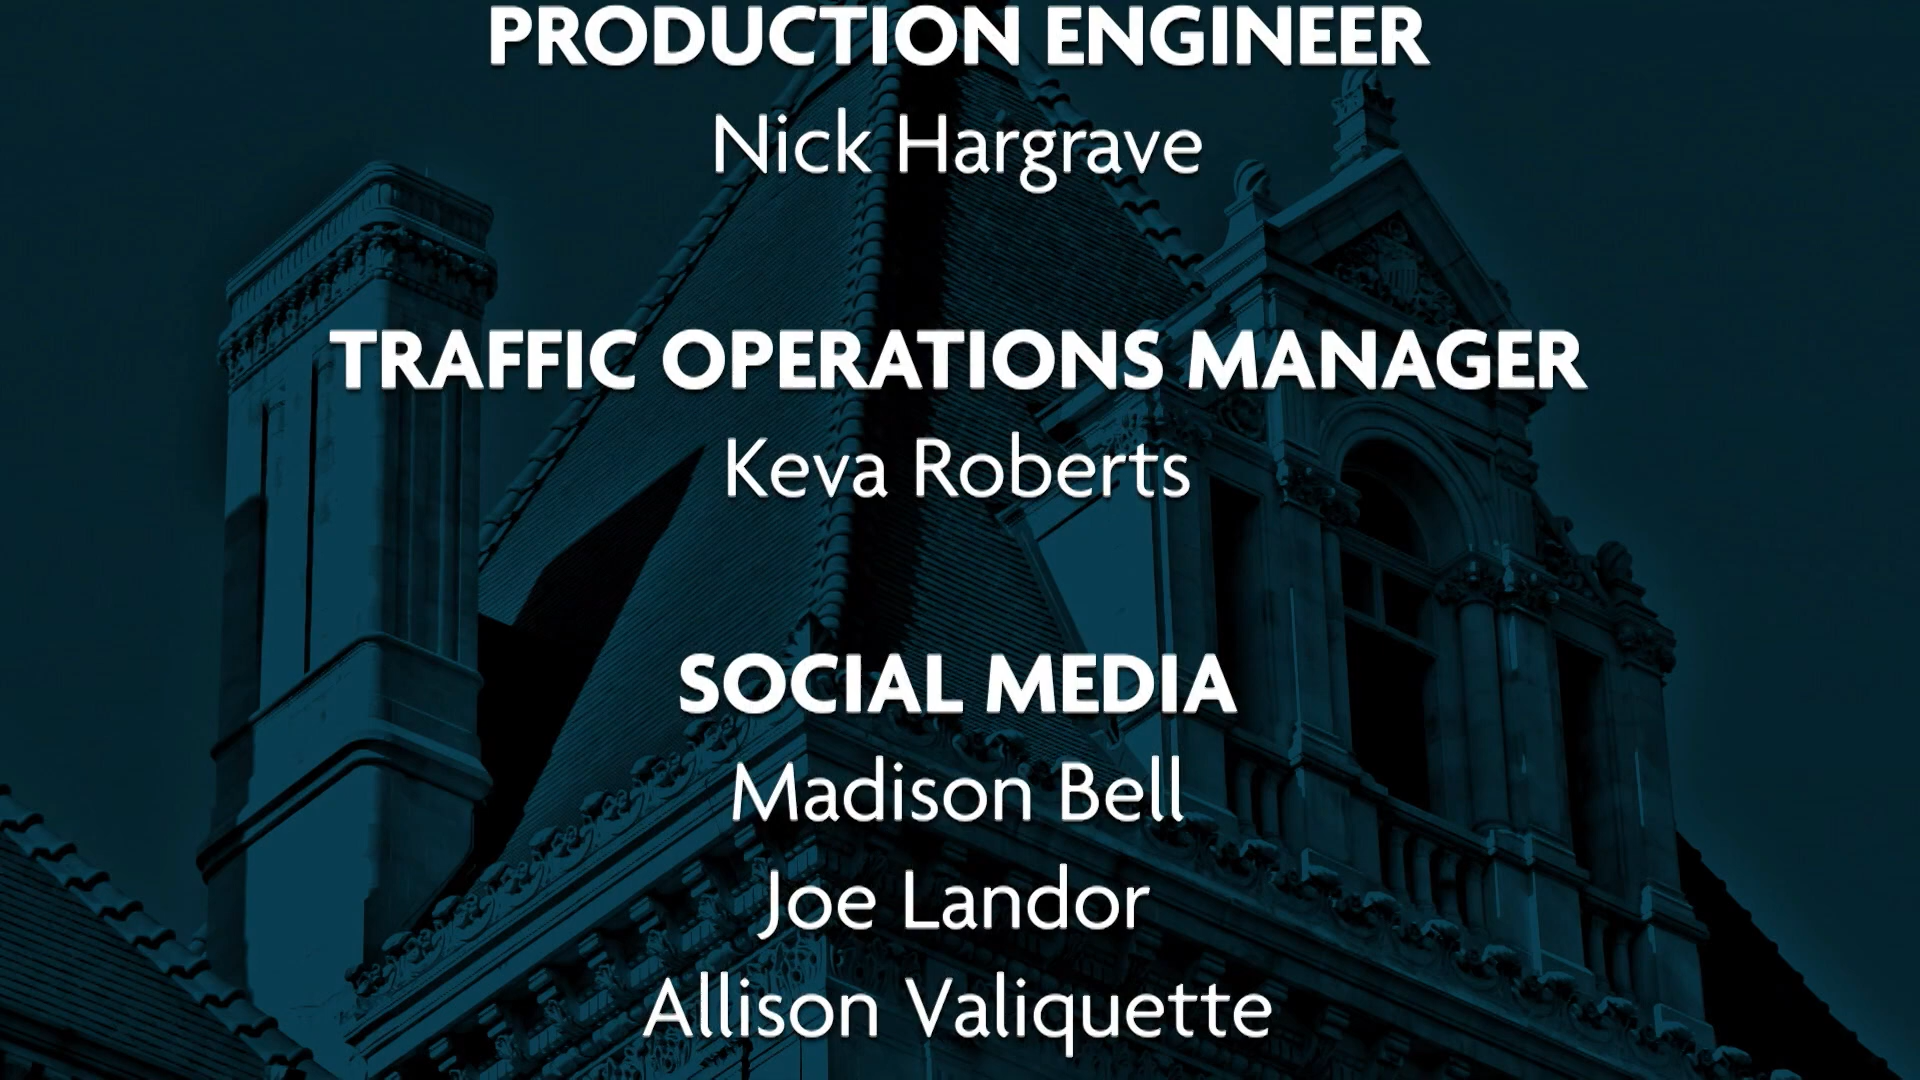 PRODUCTION ENGINEER
Nick Hargrave
TRAFFIC OPERATIONS MANAGER
Keva Roberts
SOCIAL MEDIA
Madison Bell
Joe Landor
Allison Valiquette